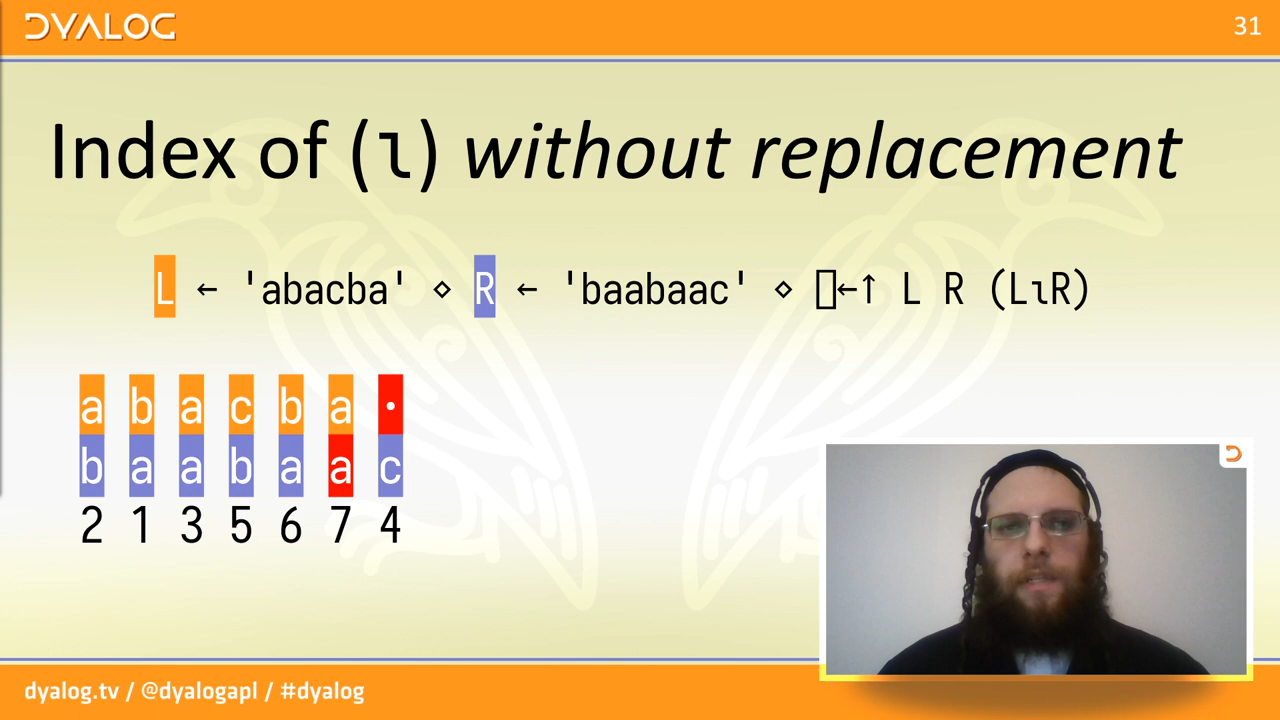 DYALOG
31
Index of (⍳) without replacement
L ← 'abacba' ⋄ R ← 'baabaac' ⋄ ⎕←↑ L R (L⍳R)
a b a c b a ·
b a a b a a c
2 1 3 5 6 7 4
dyalog.tv / @dyalogapl / #dyalog